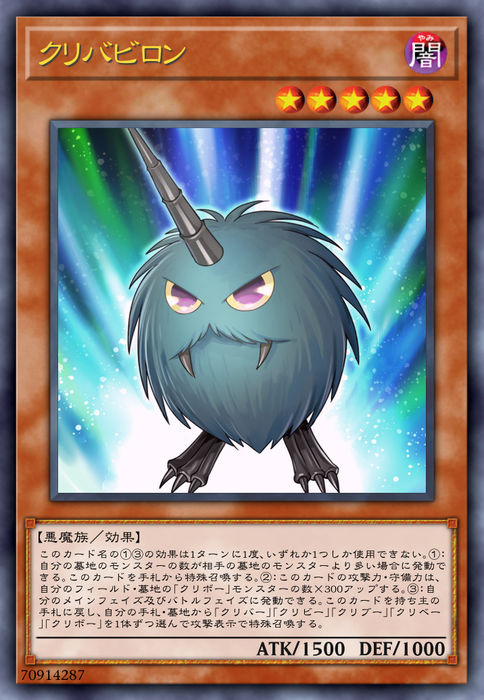 クリバビロン
やみ
闇
【悪魔族／効果】
このカード名の①③の効果は1ターンに1度、いずれか1つしか使用できない。①：
自分の墓地のモンスターの数が相手の墓地のモンスターより多い場合に発動で
きる。このカードを手札から特殊召喚する。②：このカードの攻撃力・守備力は、
自分のフィールド・墓地の「クリボー」モンスターの数×300アップする。③：自
分のメインフェイズ及びバトルフェイズに発動できる。このカードを持ち主の手
札に戻し、自分の手札・墓地から「クリバー」「クリビー」「クリブー」「クリベー」
「クリボー」を1体ずつ選んで攻撃表示で特殊召喚する。
ATK/1500 DEF/1000
70914287